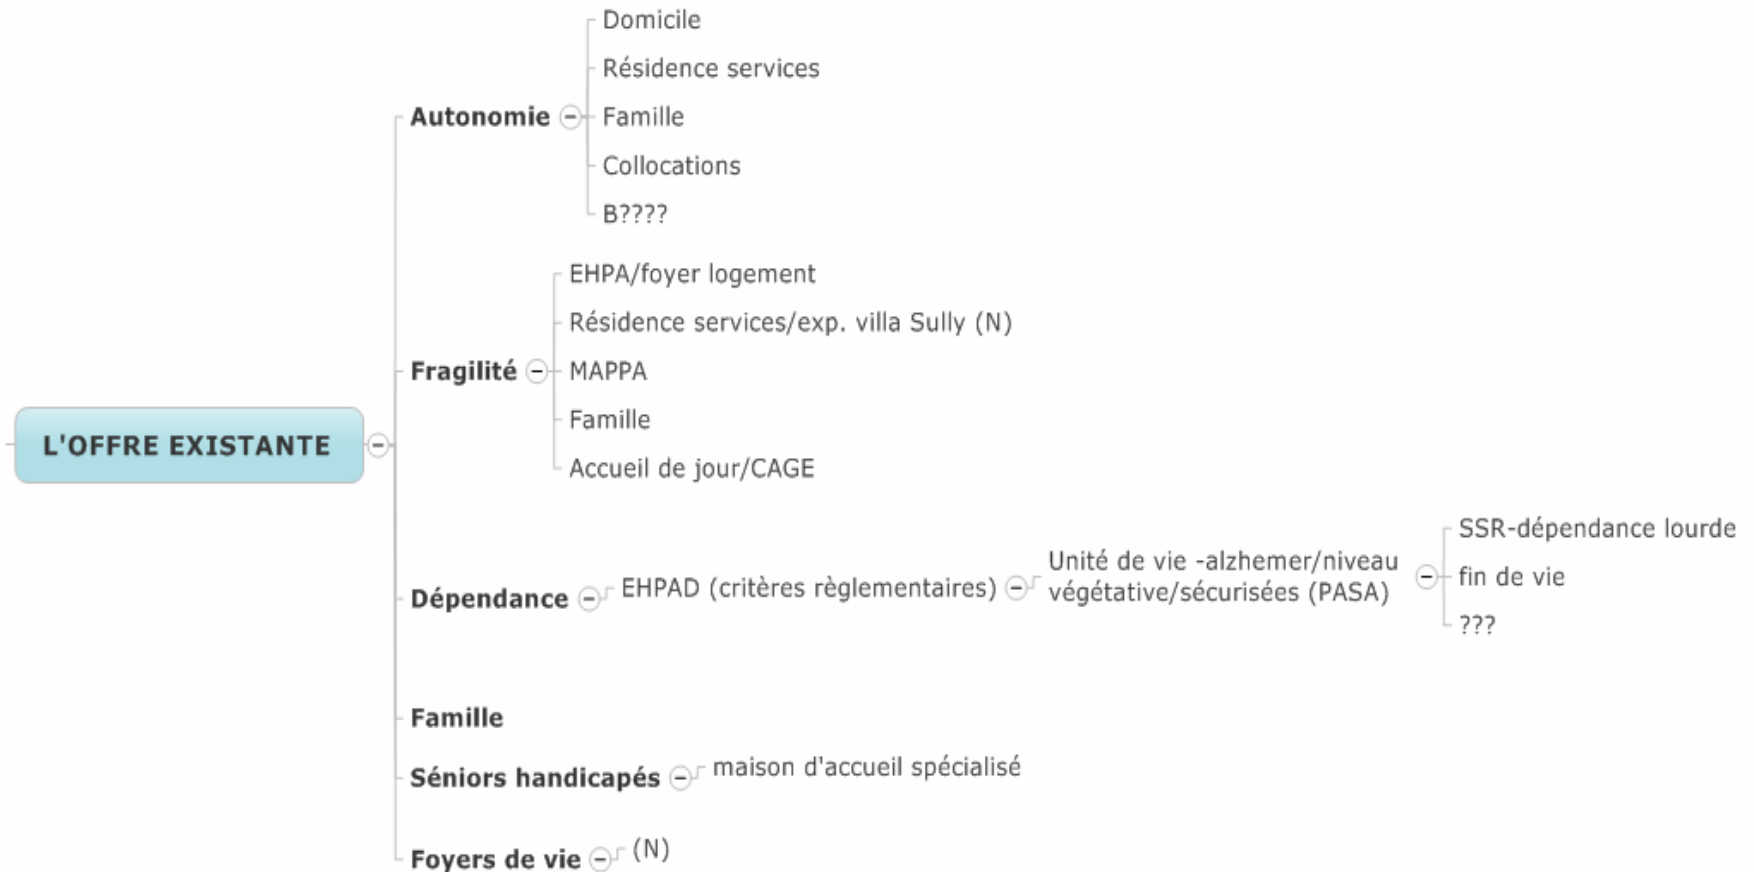 L'OFFRE EXISTANTE
Autonomie
Domicile
Résidence services
Famille
Collocations
B????
Fragilité
EHPA/foyer logement
Résidence services/exp. villa Sully (N)
MAPPA
Famille
Accueil de jour/CAGE
Dépendance
EHPAD (critères règlementaires)
Unité de vie -alzhemer/niveau
végétative/sécurisées (PASA)
SSR-dépendance lourde
fin de vie
???
Famille
Séniors handicapés
maison d'accueil spécialisé
Foyers de vie
(N)